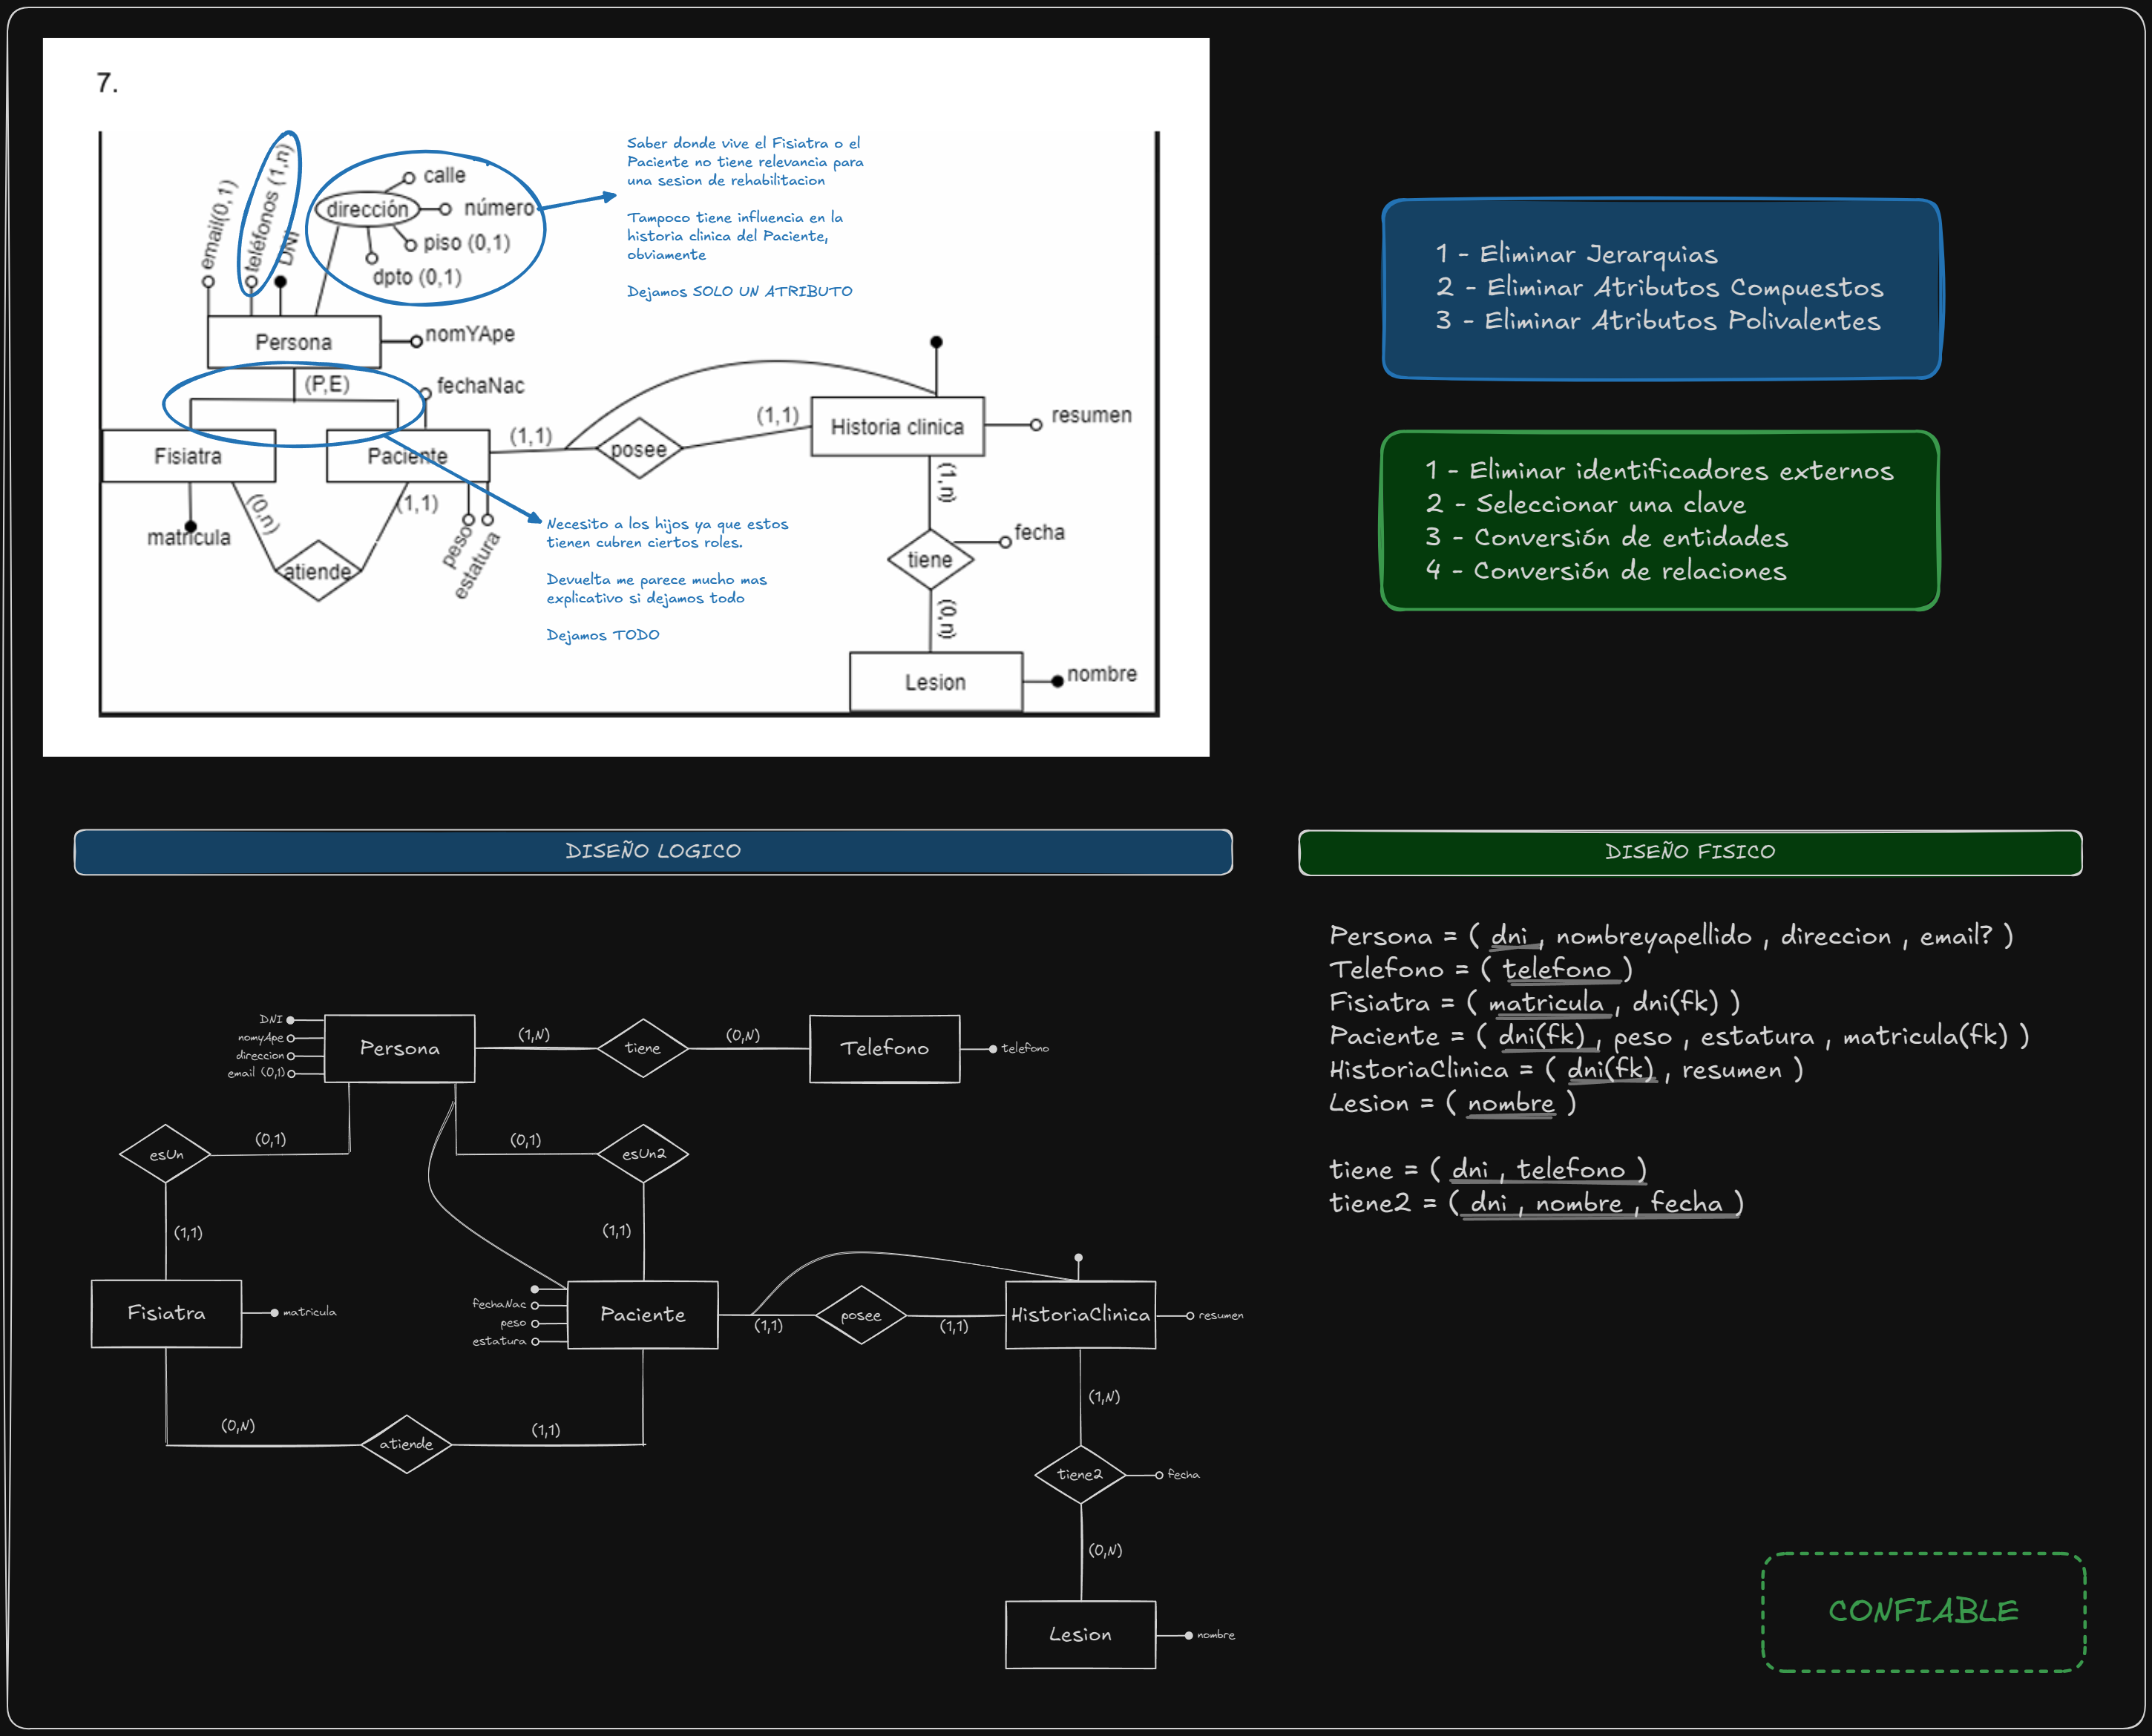 7.
email(0,1)
teléfonos (1,n)
DNI
dirección
calle
número
piso (0,1)
dpto (0,1)
Persona
nomYApe
(P,E)
fechaNac
Fisiatra
Paciente
matricula
(0,n)
atiende
(1,1)
peso
estatura
(1,1)
posee
(1,1)
Historia clinica
resumen
(1,n)
tiene
fecha
(0,n)
Lesion
nombre
Saber donde vive el Fisiatra o el
Paciente no tiene relevancia para
una sesion de rehabilitacion
Tampoco tiene influencia en la
historia clinica del Paciente,
obviamente
Dejamos SOLO UN ATRIBUTO
Necesito a los hijos ya que estos
tienen cubren ciertos roles.
Devuelta me parece mucho mas
explicativo si dejamos todo
Dejamos TODO
1 - Eliminar Jerarquias
2 - Eliminar Atributos Compuestos
3 - Eliminar Atributos Polivalentes
1 - Eliminar identificadores externos
2 - Seleccionar una clave
3 - Conversión de entidades
4 - Conversión de relaciones
DISEÑO LOGICO
DNI
nomyApe
direccion
email (0,1)
Persona
(1,N)
tiene
(0,N)
Telefono
telefono
esUn
(0,1)
(0,1)
esUn2
(1,1)
(1,1)
Fisiatra
matricula
fechaNac
peso
estatura
Paciente
(1,1)
posee
(1,1)
HistoriaClinica
resumen
(0,N)
atiende
(1,1)
(1,N)
tiene2
fecha
(0,N)
Lesion
nombre
DISEÑO FISICO
Persona = ( dni , nombreyapellido , direccion , email? )
Telefono = ( telefono )
Fisiatra = ( matricula , dni(fk) )
Paciente = ( dni(fk) , peso , estatura , matricula(fk) )
HistoriaClinica = ( dni(fk) , resumen )
Lesion = ( nombre )
tiene = ( dni , telefono )
tiene2 = ( dni , nombre , fecha )
CONFIABLE